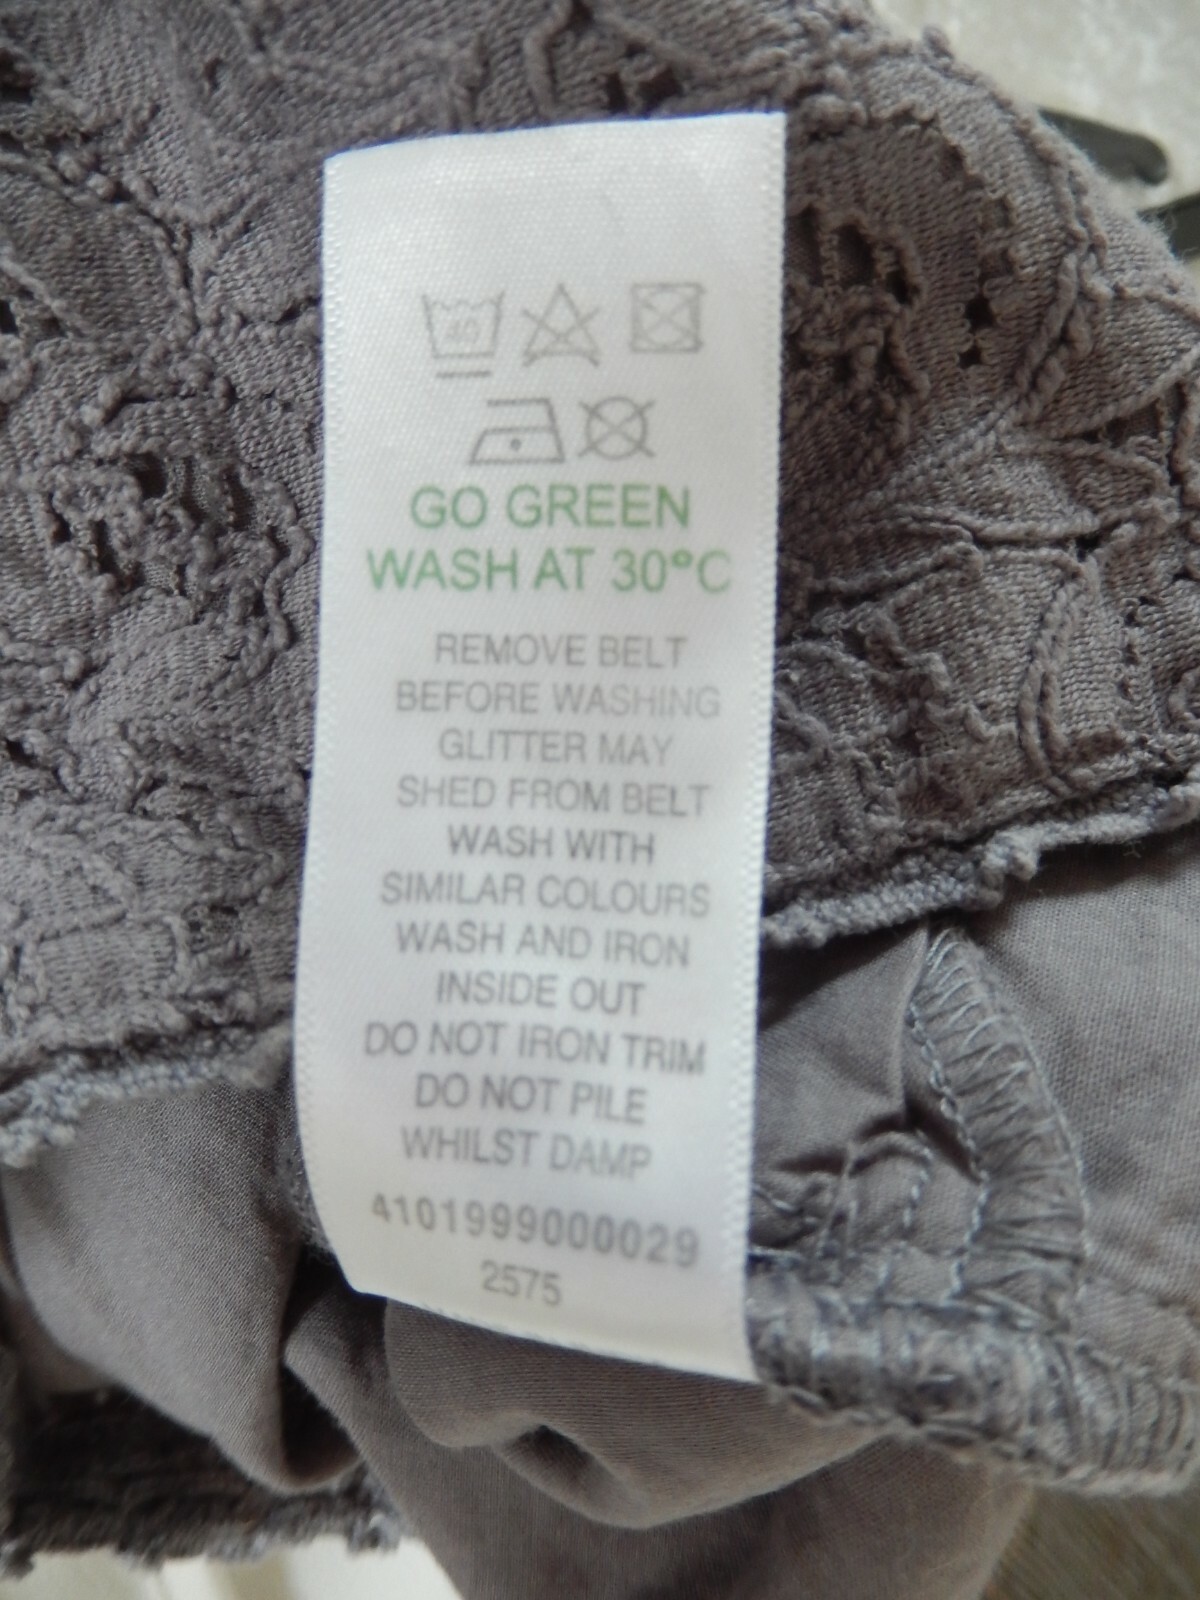 40
GO GREEN
WASH AT 30°C
REMOVE BELT
BEFORE WASHING
GLITTER MAY
SHED FROM BELT
WASH WITH
SIMILAR COLOURS
WASH AND IRON
INSIDE OUT
DO NOT IRON TRIM
DO NOT PILE
WHILST DAMP
4101999000029
2575